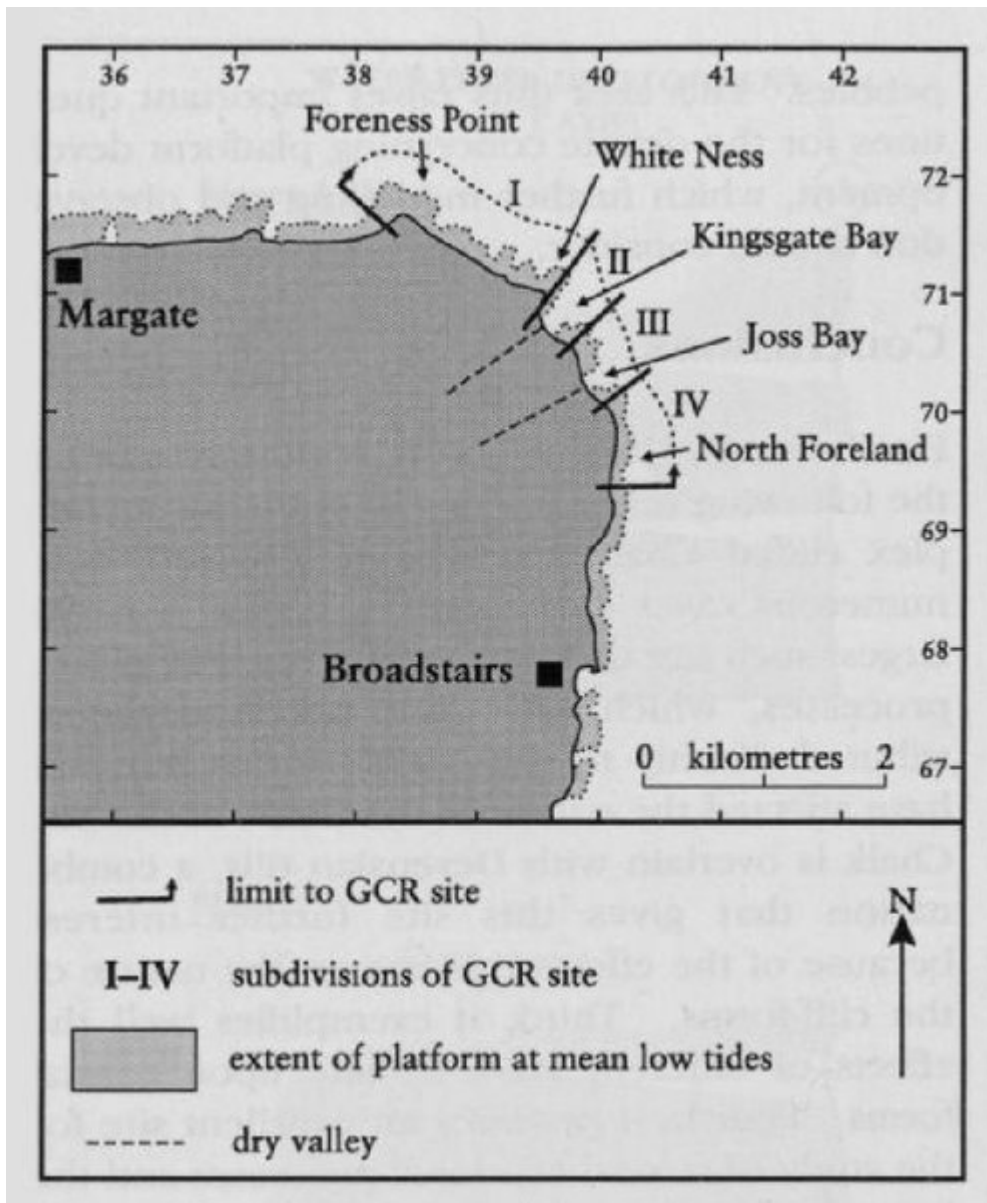 36 37 38 39 40 41 42
Foreness Point
72
White Ness
I
Kingsgate Bay
II
71
Margate
III
Joss Bay
IV
70
North Foreland
69
68
Broadstairs
0 kilometres 2
67
limit to GCR site
N
I–IV subdivisions of GCR site
extent of platform at mean low tides
dry valley